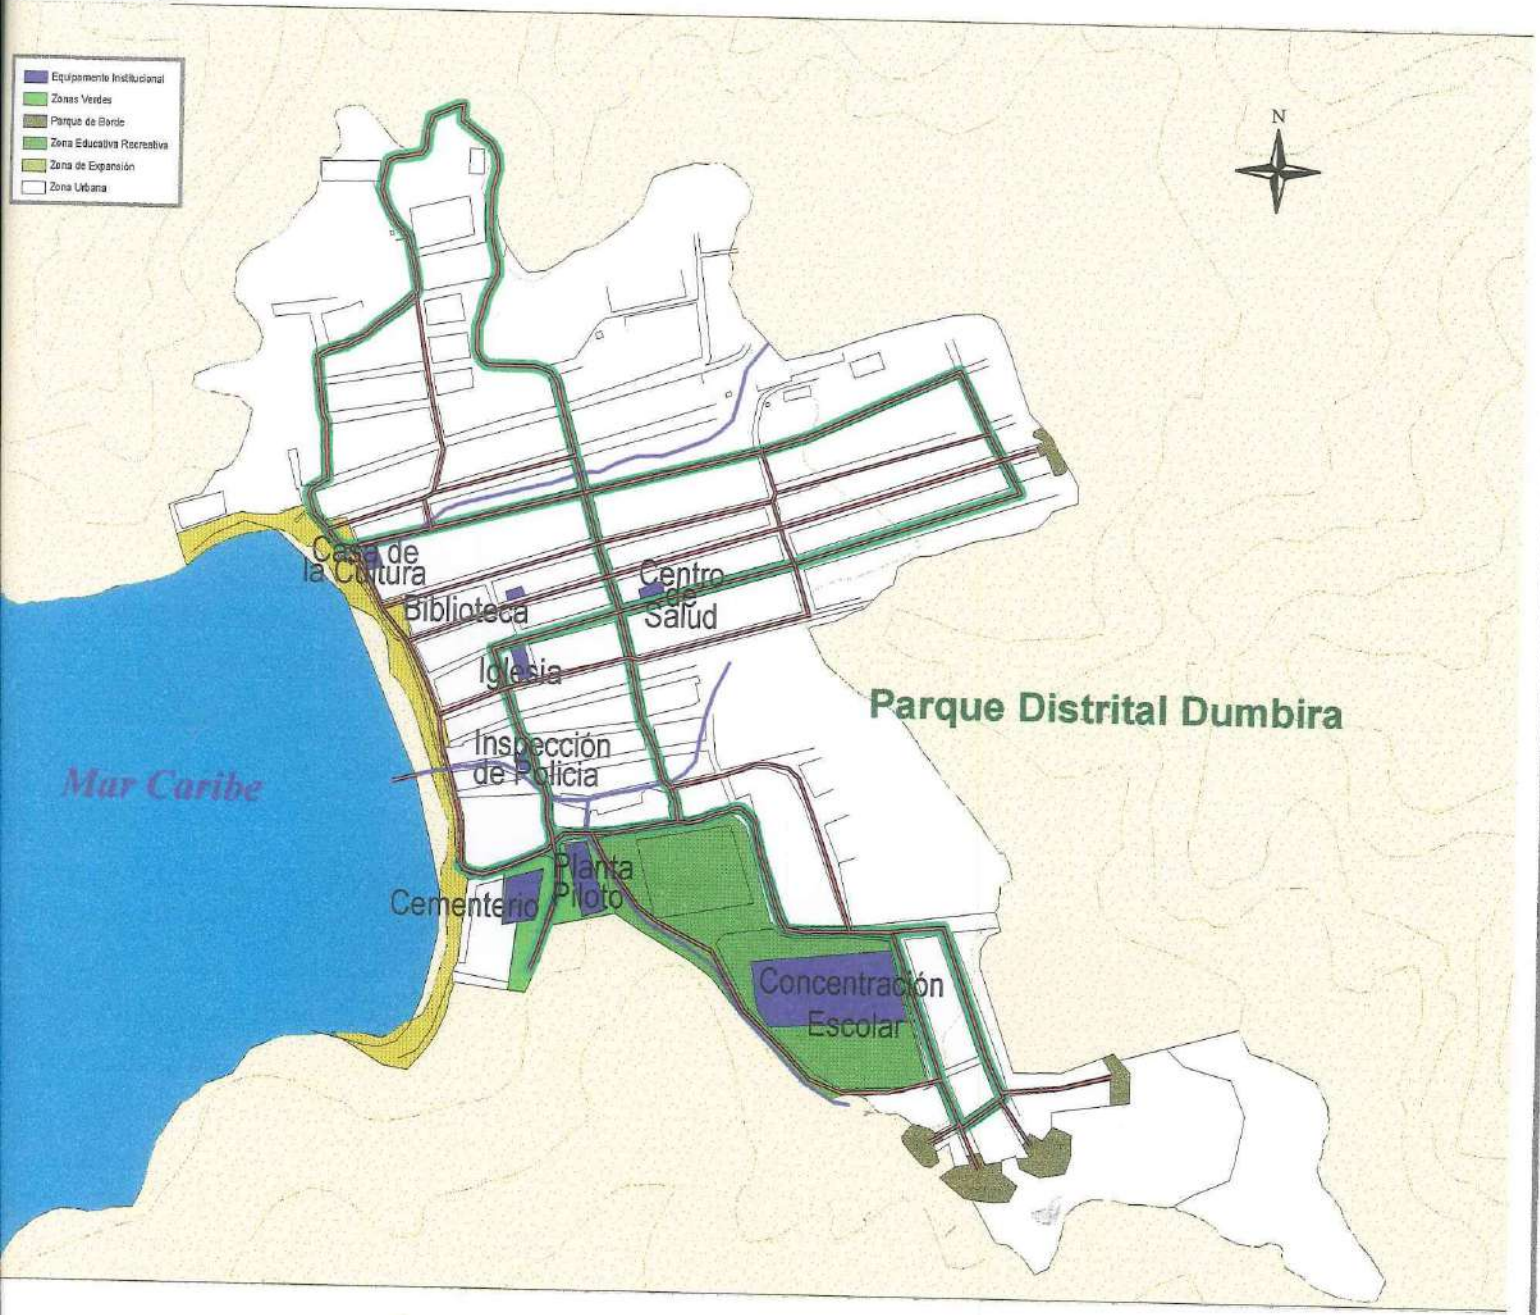 Equipamento Institucional
Zonas Verdes
Parque de Borde
Zona Educativa Recreativa
Zona de Expansión
Zona Urbana
N
Casa de
la Cultura
Biblioteca
Centro
de
Salud
Iglesia
Parque Distrital Dumbira
Inspección
de Policia
Mar Caribe
Planta
Piloto
Cementerio
Concentración
Escolar